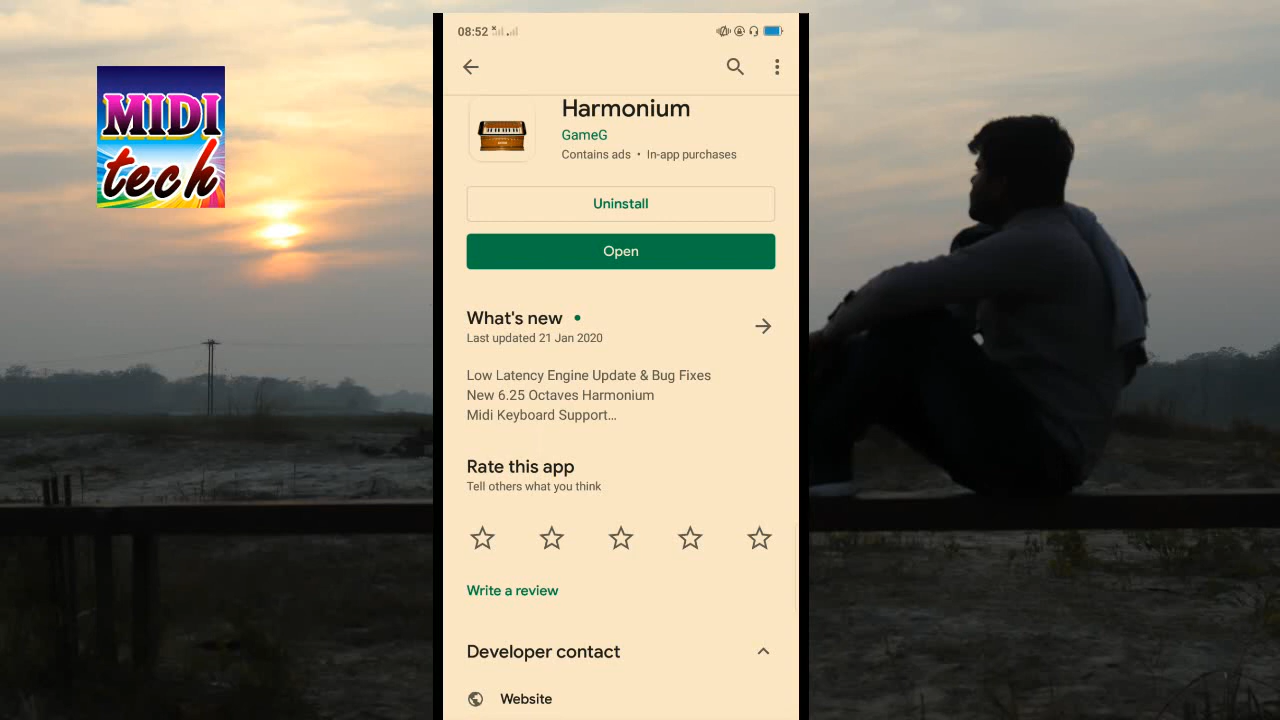 MIDI
tech
08:52
Harmonium
GameG
Contains ads • In-app purchases
Uninstall
Open
What's new •
Last updated 21 Jan 2020
Low Latency Engine Update & Bug Fixes
New 6.25 Octaves Harmonium
Midi Keyboard Support...
Rate this app
Tell others what you think
Write a review
Developer contact
Website